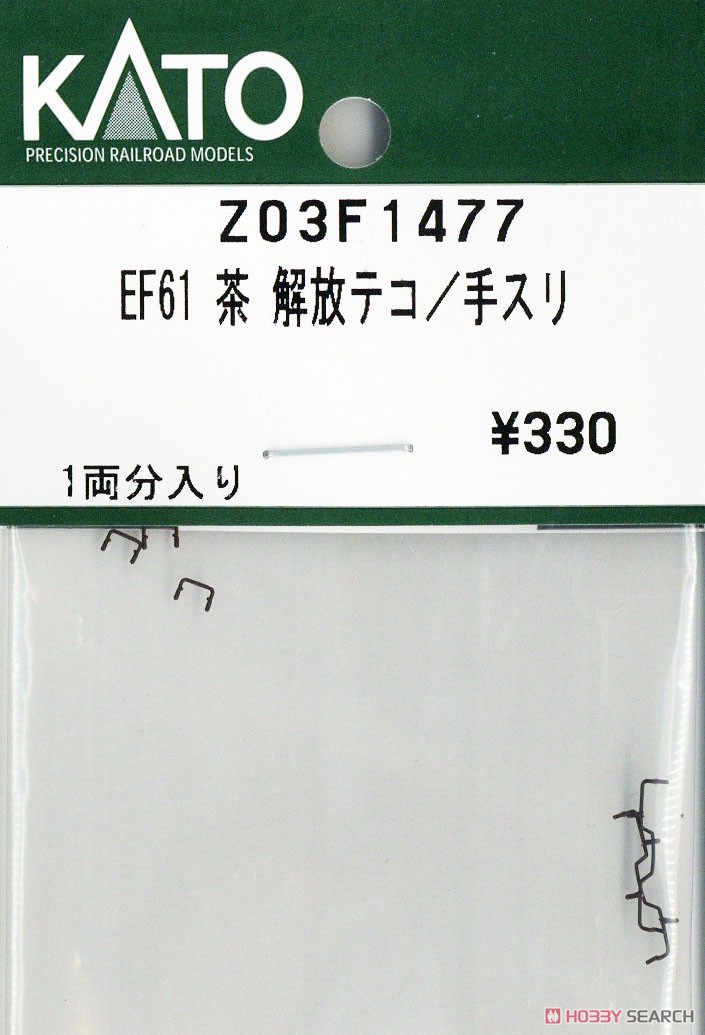 KATO
PRECISION RAILROAD MODELS
Z03F1477
EF61 茶 解放テコ／手スリ
¥330
1両分入り
HOBBY SEARCH